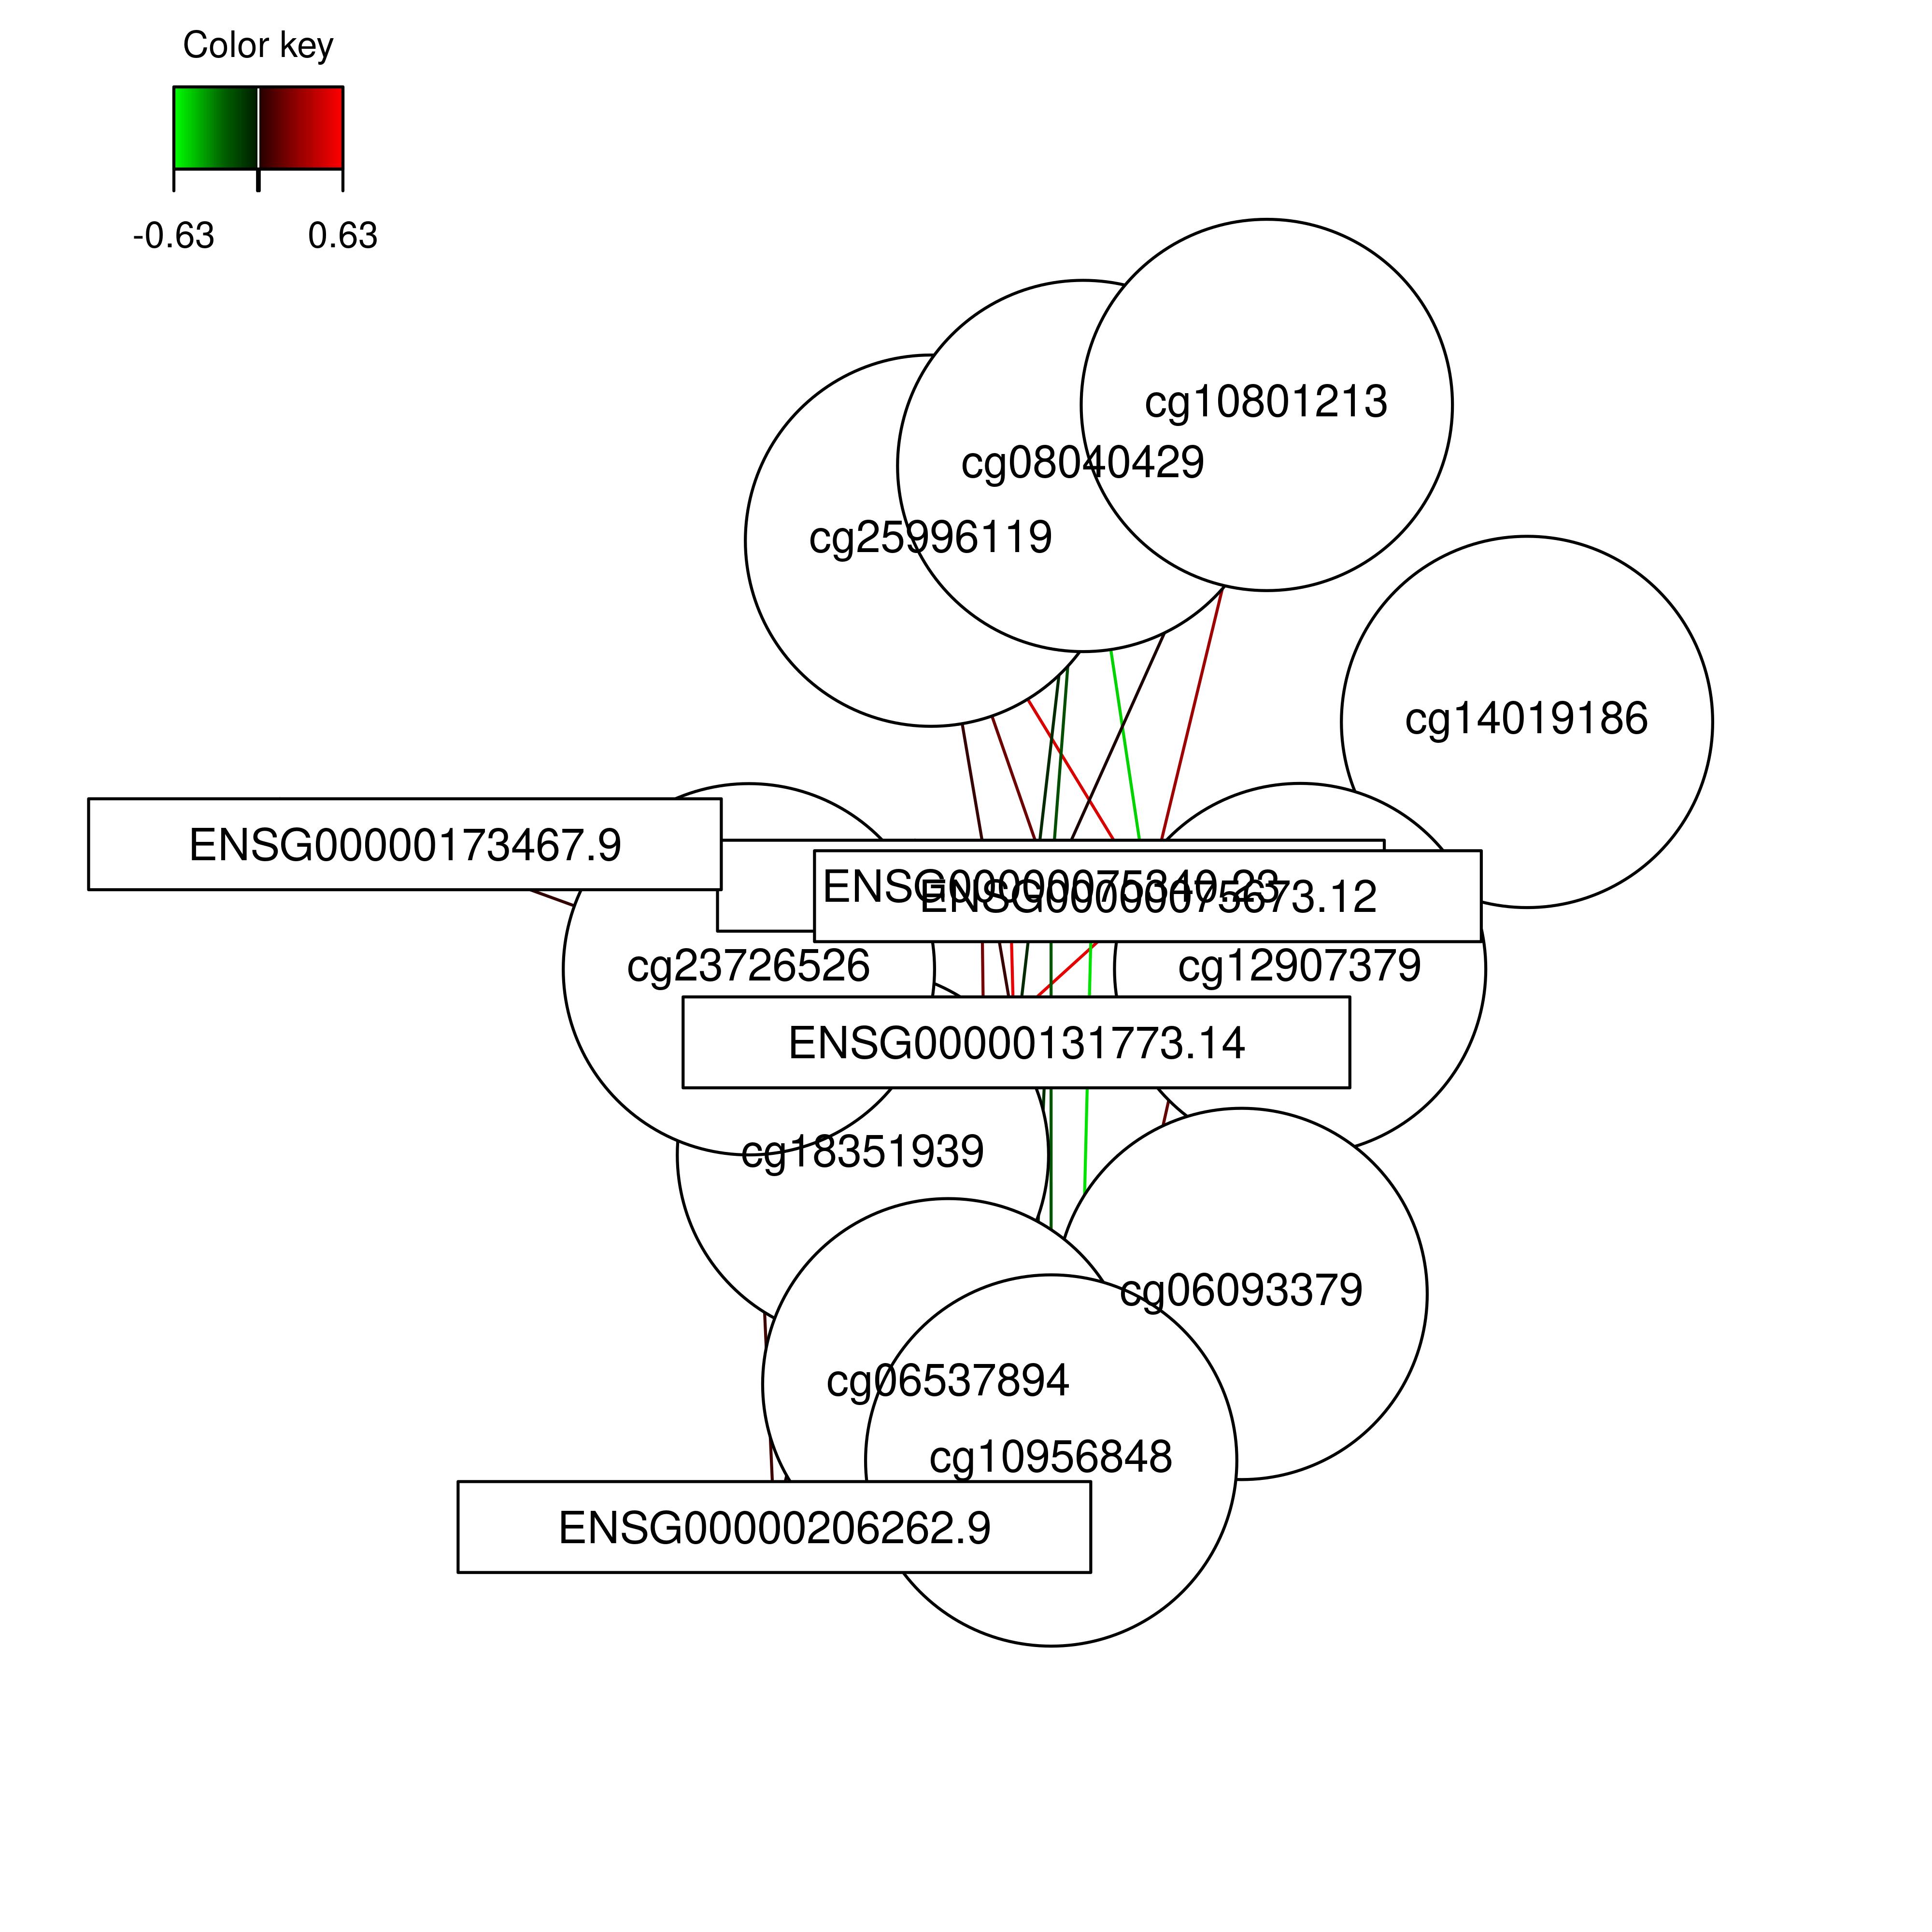 Color key
-0.63 0.63
cg10801213
cg08040429
cg25996119
cg14019186
ENSG00000173467.9
ENSG00000075340.23
ENSG00000075673.12
cg23726526
cg12907379
ENSG00000131773.14
cg18351939
cg06093379
cg06537894
cg10956848
ENSG00000206262.9